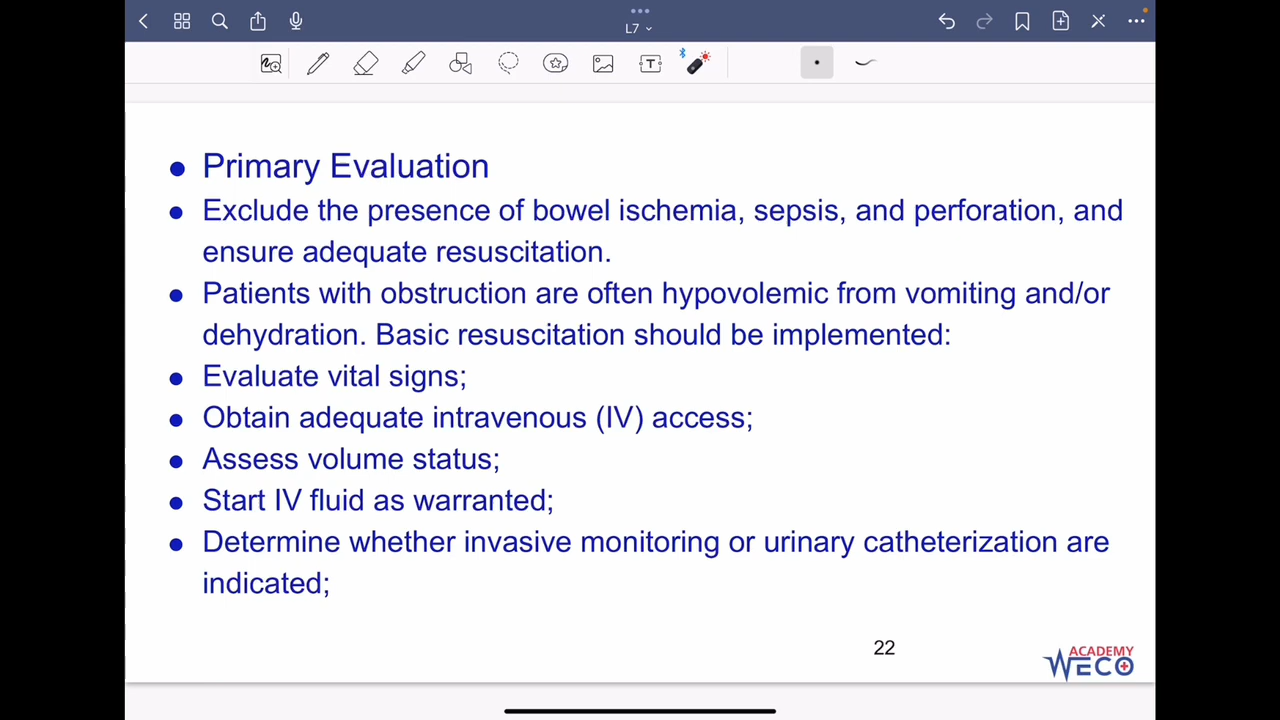 L7
● Primary Evaluation
● Exclude the presence of bowel ischemia, sepsis, and perforation, and
ensure adequate resuscitation.
● Patients with obstruction are often hypovolemic from vomiting and/or
dehydration. Basic resuscitation should be implemented:
● Evaluate vital signs;
● Obtain adequate intravenous (IV) access;
● Assess volume status;
● Start IV fluid as warranted;
● Determine whether invasive monitoring or urinary catheterization are
indicated;
22
ACADEMY
WECO